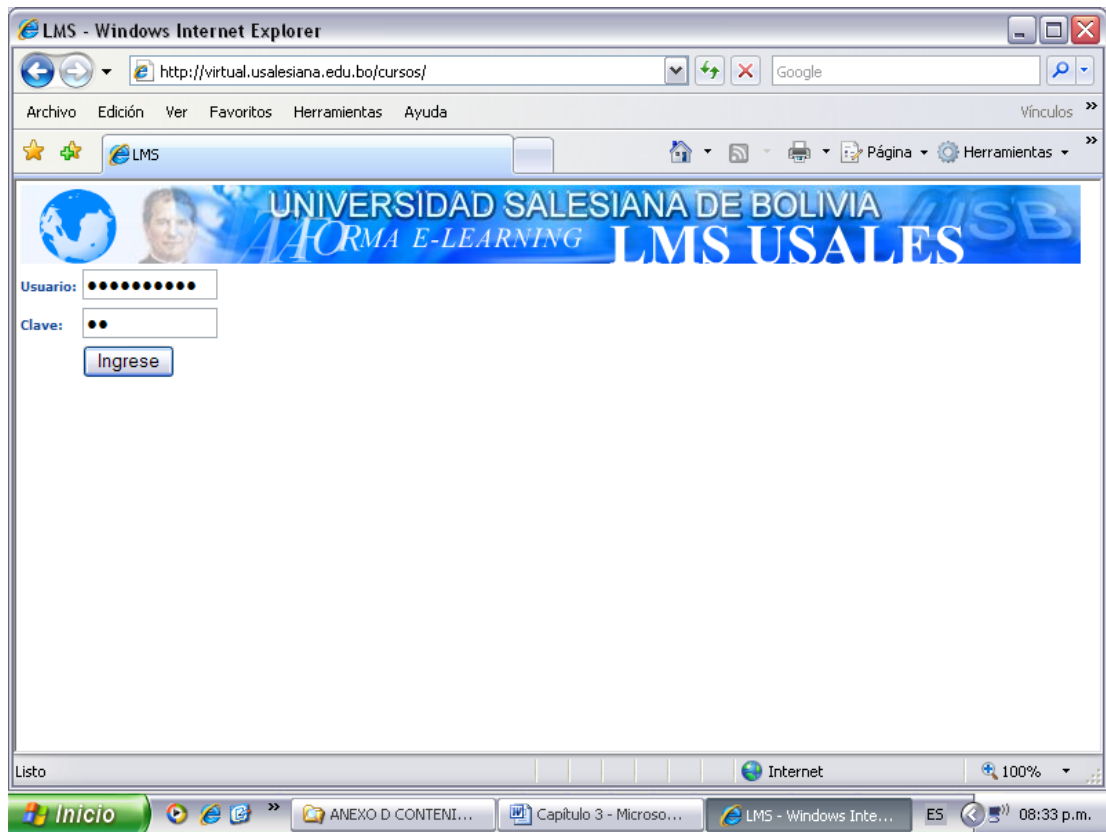 LMS - Windows Internet Explorer
http://virtual.usalesiana.edu.bo/cursos/
Google
Archivo Edición Ver Favoritos Herramientas Ayuda
Vínculos »
LMS
Página
Herramientas
»
UNIVERSIDAD SALESIANA DE BOLIVIA
FORMA E-LEARNING LMS USALES
USB
Usuario: ••••••••••
Clave: ••
Ingrese
Listo
Internet
100%
Inicio
»
ANEXO D CONTENI...
Capítulo 3 - Microso...
LMS - Windows Inte...
ES
08:33 p.m.